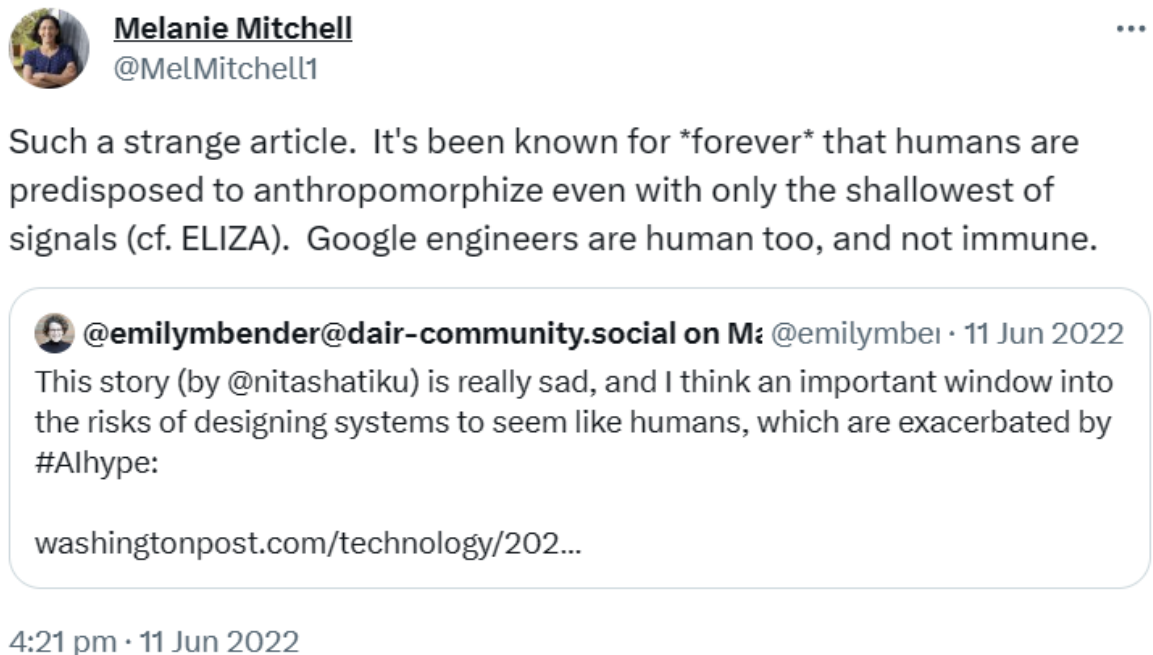 Melanie Mitchell
@MelMitchell1
Such a strange article. It's been known for *forever* that humans are
predisposed to anthropomorphize even with only the shallowest of
signals (cf. ELIZA). Google engineers are human too, and not immune.
@emilymbender@dair-community.social on Ma @emilymber · 11 Jun 2022
This story (by @nitashatiku) is really sad, and I think an important window into
the risks of designing systems to seem like humans, which are exacerbated by
#AIhype:
washingtonpost.com/technology/202...
4:21 pm · 11 Jun 2022